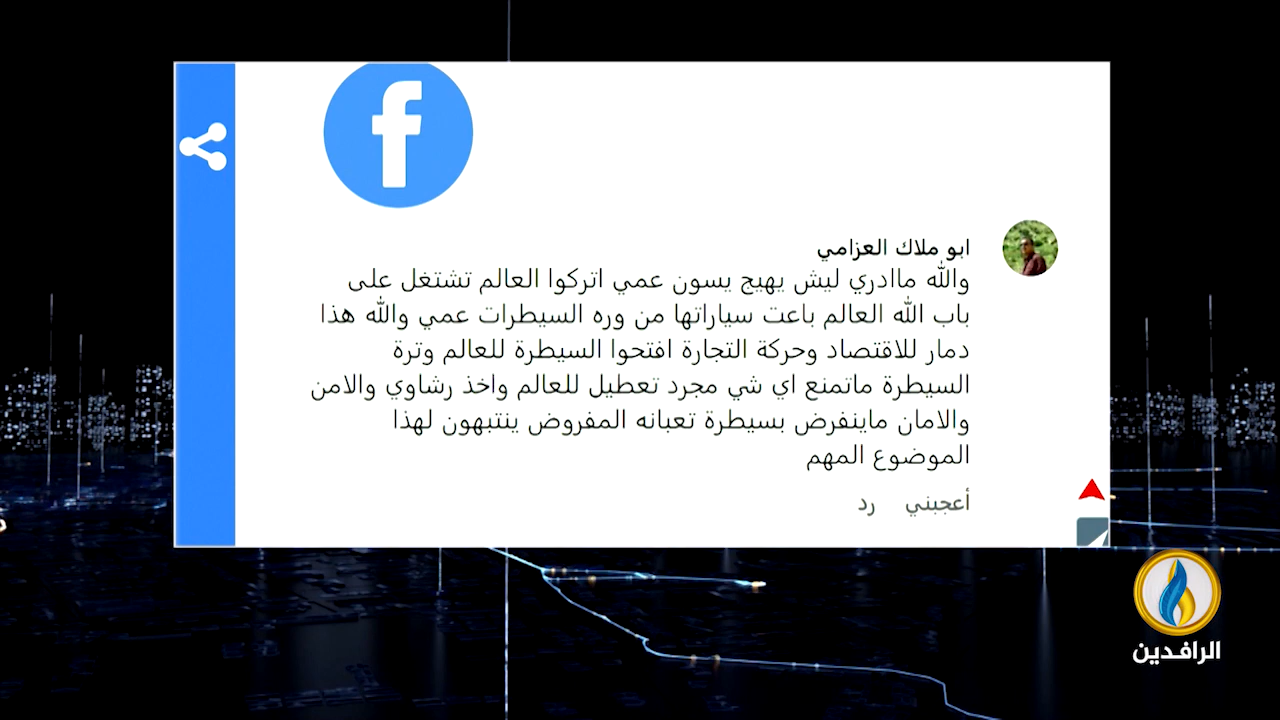 ابو ملاك العزامي
والله ماادري ليش يهيج يسون عمي اتركوا العالم تشتغل على
باب الله العالم باعت سياراتها من وره السيطرات عمي والله هذا
دمار للاقتصاد وحركة التجارة افتحوا السيطرة للعالم وترة
السيطرة ماتمنع اي شي مجرد تعطيل للعالم واخذ رشاوي والامن
والامان ماينفرض بسيطرة تعبانه المفروض ينتبهون لهذا
الموضوع المهم
أعجبني رد
الرافدين